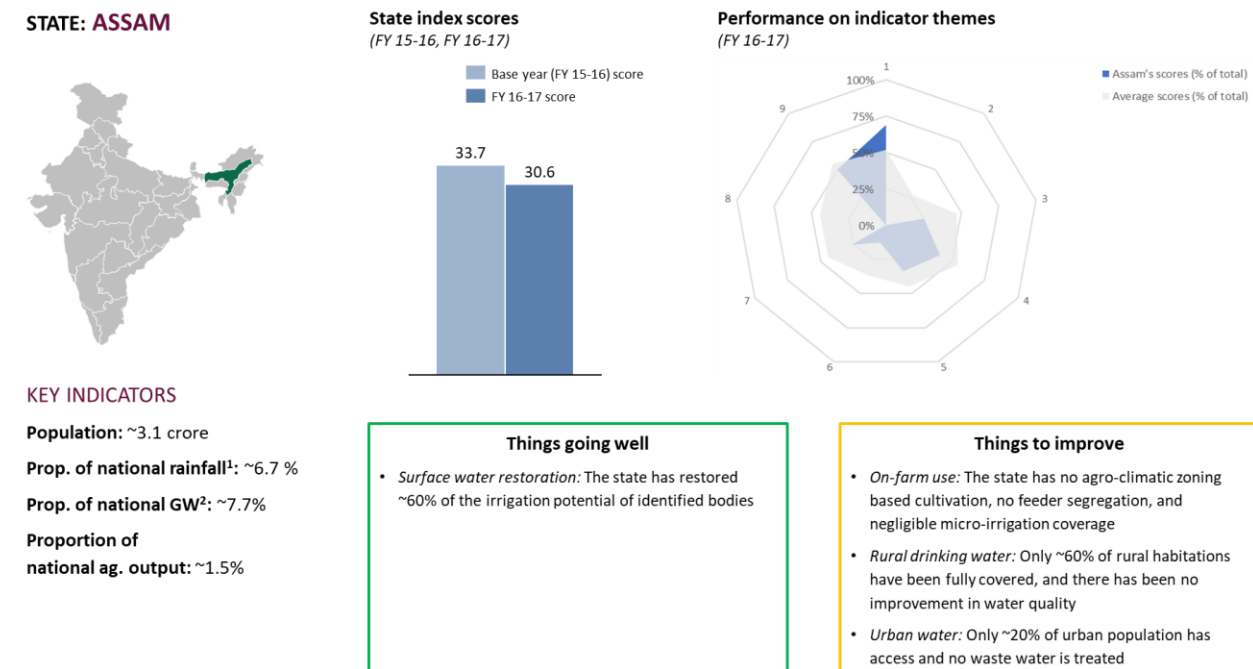 STATE: ASSAM
State index scores
(FY 15-16, FY 16-17)
Base year (FY 15-16) score
FY 16-17 score
33.7
30.6
Performance on indicator themes
(FY 16-17)
Assam's scores (% of total)
Average scores (% of total)
1
2
3
4
5
6
7
8
9
100%
75%
50%
25%
0%
KEY INDICATORS
Population: ~3.1 crore
Prop. of national rainfall¹: ~6.7 %
Prop. of national GW²: ~7.7%
Proportion of
national ag. output: ~1.5%
Things going well
• Surface water restoration: The state has restored
~60% of the irrigation potential of identified bodies
Things to improve
• On-farm use: The state has no agro-climatic zoning
based cultivation, no feeder segregation, and
negligible micro-irrigation coverage
• Rural drinking water: Only ~60% of rural habitations
have been fully covered, and there has been no
improvement in water quality
• Urban water: Only ~20% of urban population has
access and no waste water is treated